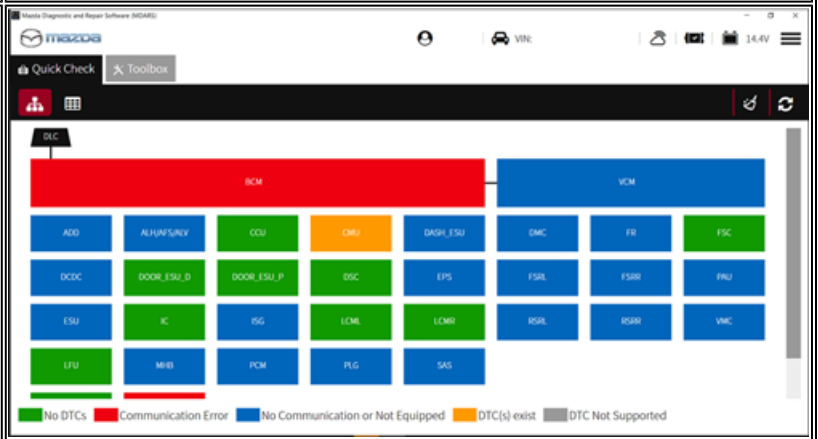 Mazda Diagnostic and Repair Software (MDARS)
mazda VIN: 14.4V
Quick Check Toolbox
DLC
BCM VCM
ADD ALH/AFS/ALV CCU CMU DASH_ESU DMC FR FSC
DCDC DOOR_ESU_D DOOR_ESU_P DSC EPS FSRL FSRR PAU
ESU IC ISG LCML LCMR RSRL RSRR VMC
LFU MHB PCM PLG SAS
No DTCs Communication Error No Communication or Not Equipped DTC(s) exist DTC Not Supported